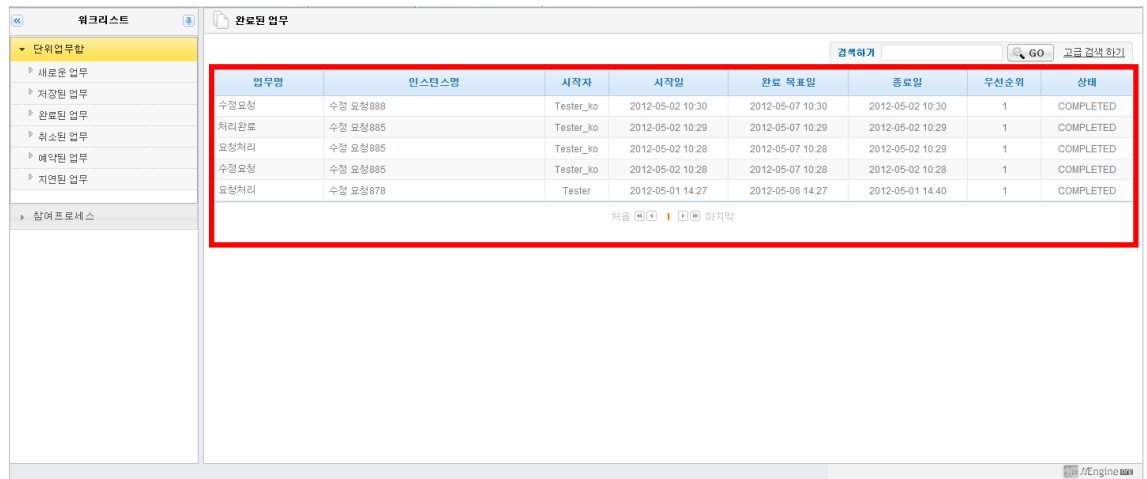 워크리스트
단위업무함
새로운 업무
저장된 업무
완료된 업무
취소된 업무
예약된 업무
지연된 업무
참여프로세스
완료된 업무
검색하기 GO 고급 검색 하기
업무명 인스턴스명 시작자 시작일 완료 목표일 종료일 우선순위 상태
수정요청 수정 요청888 Tester_ko 2012-05-02 10:30 2012-05-07 10:30 2012-05-02 10:30 1 COMPLETED
처리완료 수정 요청885 Tester_ko 2012-05-02 10:29 2012-05-07 10:29 2012-05-02 10:29 1 COMPLETED
요청처리 수정 요청885 Tester_ko 2012-05-02 10:28 2012-05-07 10:28 2012-05-02 10:29 1 COMPLETED
수정요청 수정 요청885 Tester_ko 2012-05-02 10:28 2012-05-07 10:28 2012-05-02 10:28 1 COMPLETED
요청처리 수정 요청878 Tester 2012-05-01 14:27 2012-05-06 14:27 2012-05-01 14:40 1 COMPLETED
처음 1 마지막